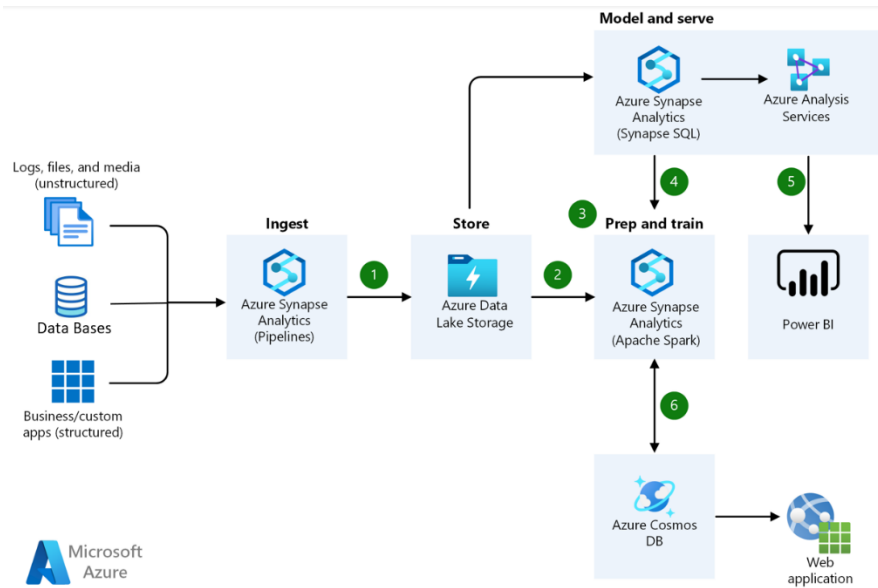 Model and serve
Azure Synapse
Analytics
(Synapse SQL)
Azure Analysis
Services
Logs, files, and media
(unstructured)
4
5
3
Ingest
Store
Prep and train
1
2
Azure Synapse
Analytics
(Pipelines)
Azure Data
Lake Storage
Azure Synapse
Analytics
(Apache Spark)
Power BI
Data Bases
6
Business/custom
apps (structured)
Azure Cosmos
DB
Web
application
Microsoft
Azure